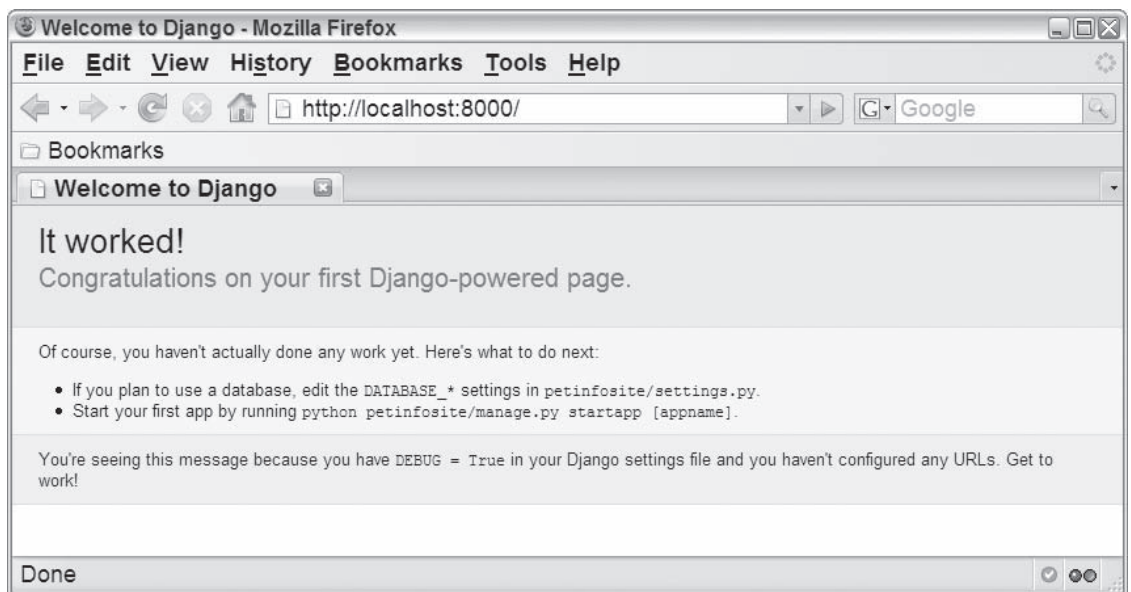 Welcome to Django - Mozilla Firefox
File Edit View History Bookmarks Tools Help
http://localhost:8000/
G Google
Bookmarks
Welcome to Django
It worked!
Congratulations on your first Django-powered page.
Of course, you haven't actually done any work yet. Here's what to do next:
• If you plan to use a database, edit the DATABASE_* settings in petinfosite/settings.py.
• Start your first app by running python petinfosite/manage.py startapp [appname].
You're seeing this message because you have DEBUG = True in your Django settings file and you haven't configured any URLs. Get to
work!
Done